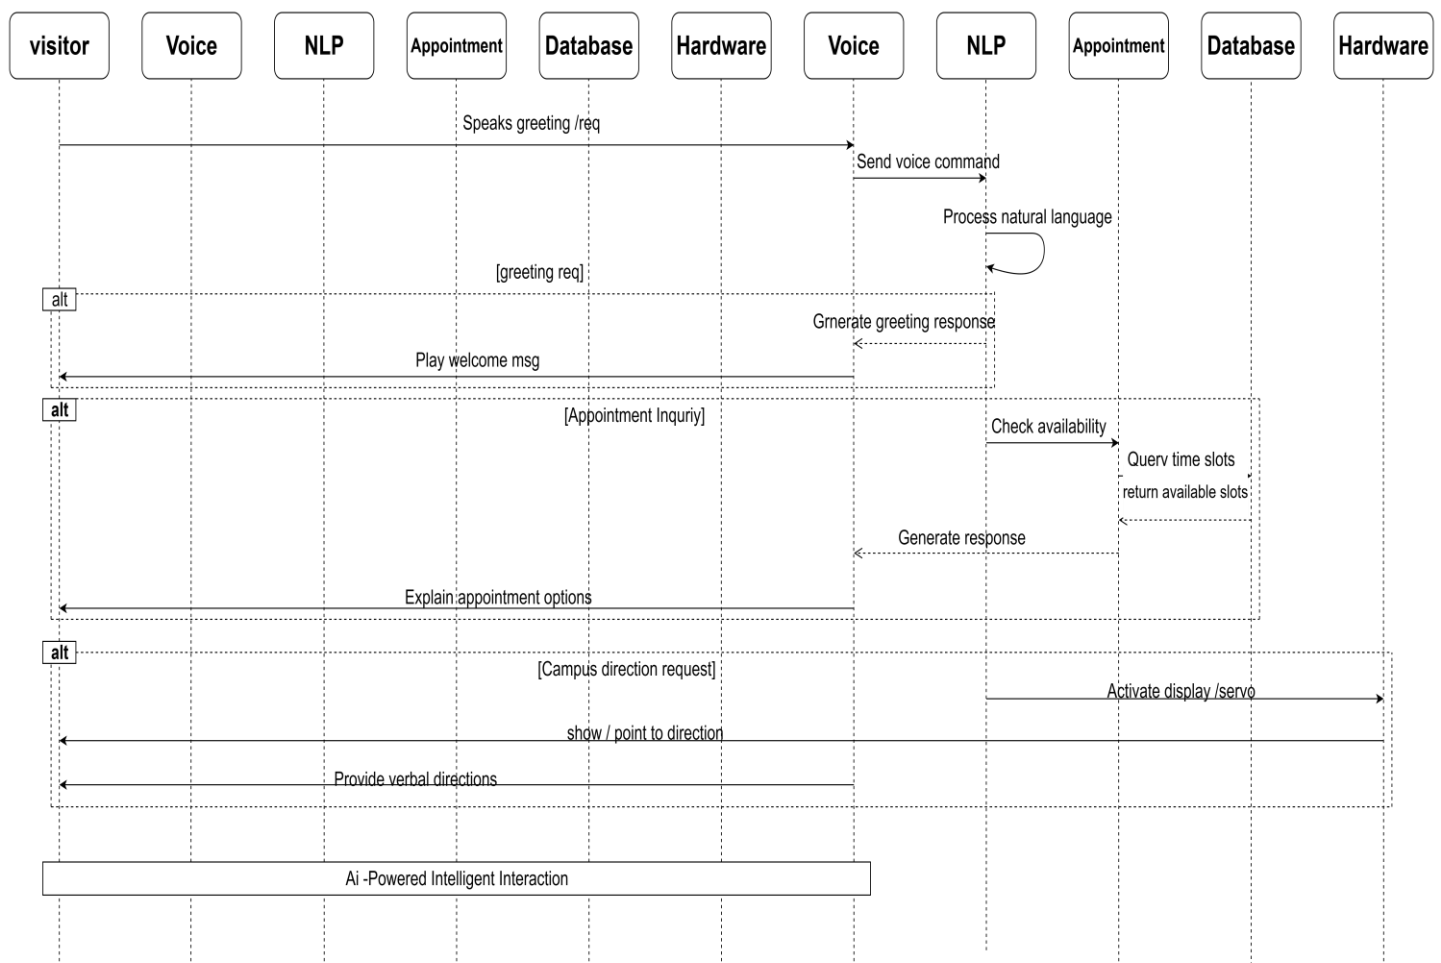 visitor
Voice
NLP
Appointment
Database
Hardware
Voice
NLP
Appointment
Database
Hardware
Speaks greeting /req
Send voice command
Process natural language
[greeting req]
alt
Grnerate greeting response
Play welcome msg
alt
[Appointment Inquriy]
Check availability
Query time slots
return available slots
Generate response
Explain appointment options
alt
[Campus direction request]
Activate display /servo
show / point to direction
Provide verbal directions
Ai -Powered Intelligent Interaction